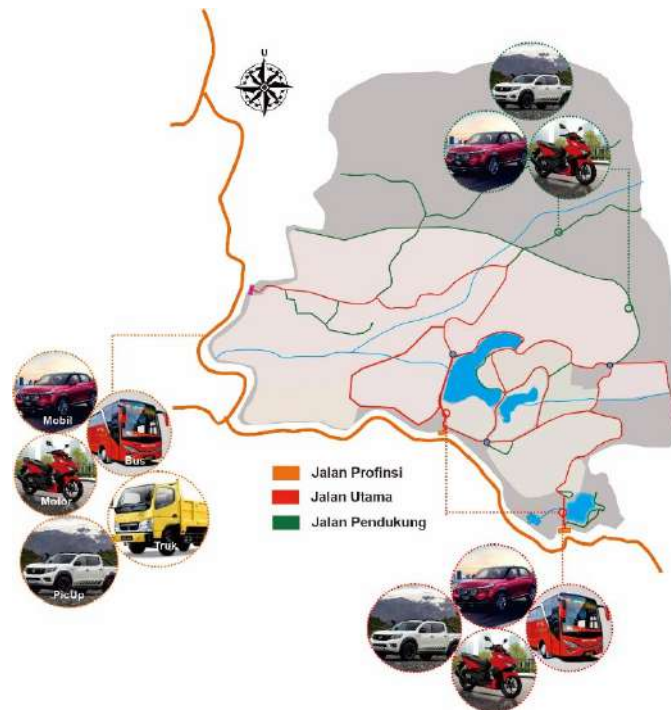 U
Mobil
Bus
Motor
Truk
PicUp
Jalan Profinsi
Jalan Utama
Jalan Pendukung